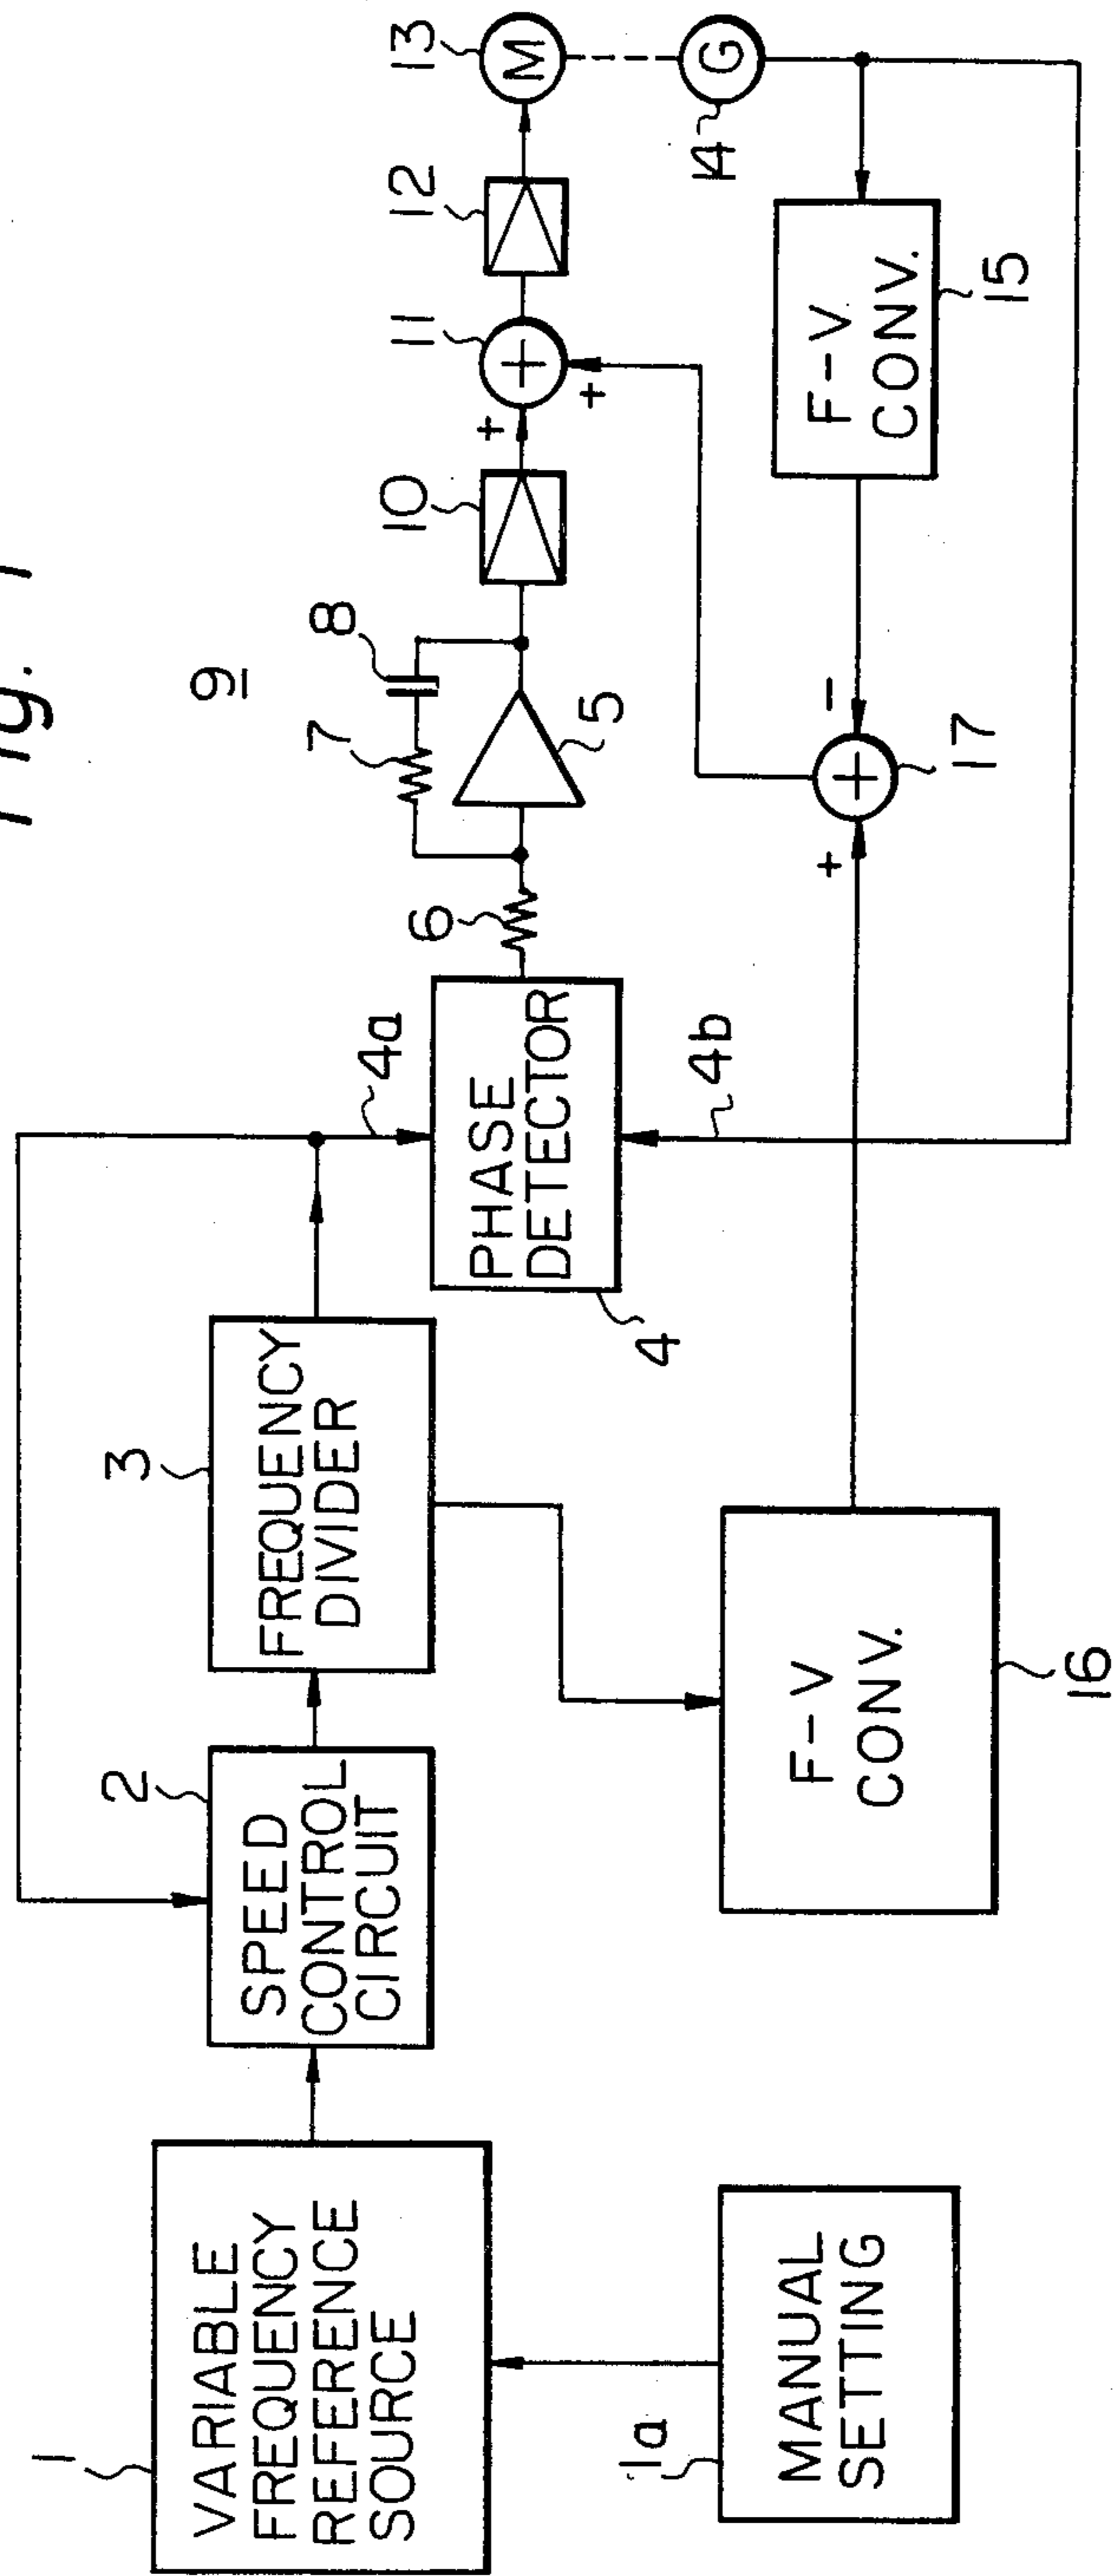 Fig. 1
9
1
VARIABLE
FREQUENCY
REFERENCE
SOURCE
1a
MANUAL
SETTING
2
SPEED
CONTROL
CIRCUIT
3
FREQUENCY
DIVIDER
4a
4
PHASE
DETECTOR
4b
6
7
8
5
10
+
11
+
+
12
13
M
14
G
F-V
CONV.
15
F-V
CONV.
16
+
-
+
17